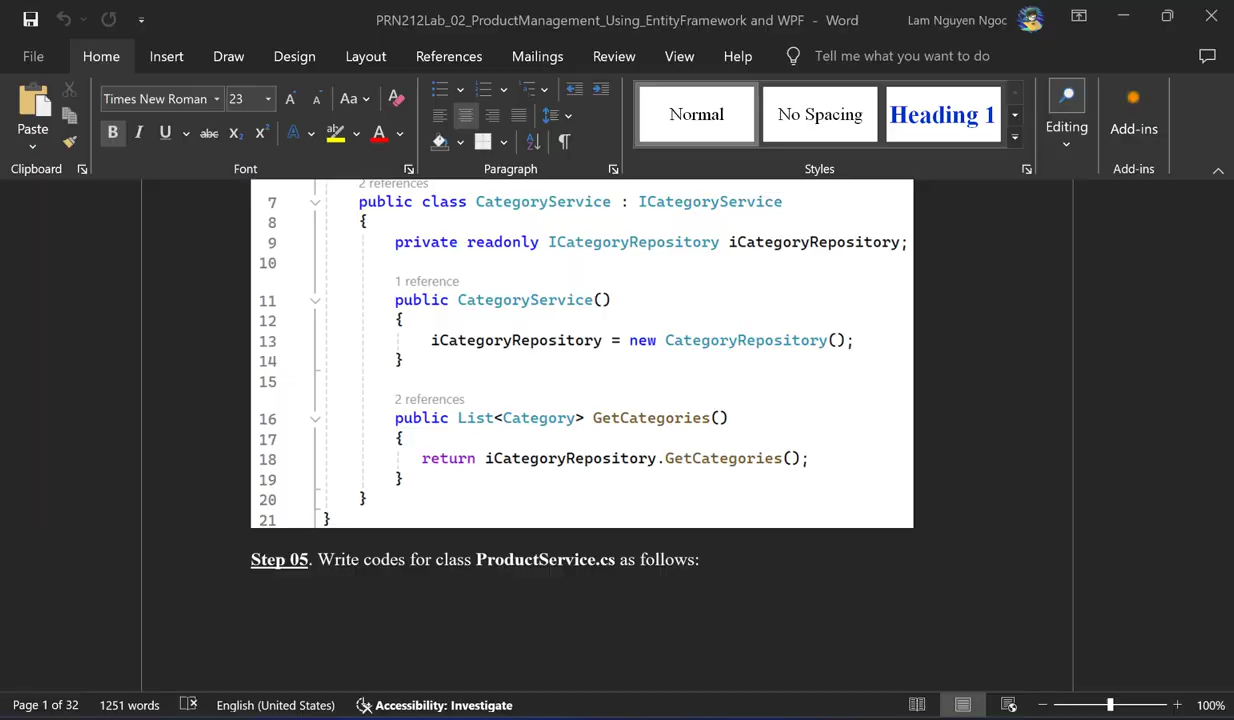 PRN212Lab_02_ProductManagement_Using_EntityFramework and WPF - Word
Lam Nguyen Ngoc
File Home Insert Draw Design Layout References Mailings Review View Help Tell me what you want to do
Paste
Times New Roman 23 A A Aa A
B I U abc X2 X2 A ab A
Normal
No Spacing
Heading 1
Editing
Add-ins
Clipboard Font Paragraph Styles Add-ins
2 references
7 public class CategoryService : ICategoryService
8 {
9 private readonly ICategoryRepository iCategoryRepository;
10
1 reference
11 public CategoryService()
12 {
13 iCategoryRepository = new CategoryRepository();
14 }
15
2 references
16 public List<Category> GetCategories()
17 {
18 return iCategoryRepository.GetCategories();
19 }
20 }
21 }
Step 05. Write codes for class ProductService.cs as follows:
Page 1 of 32 1251 words English (United States) Accessibility: Investigate 100%